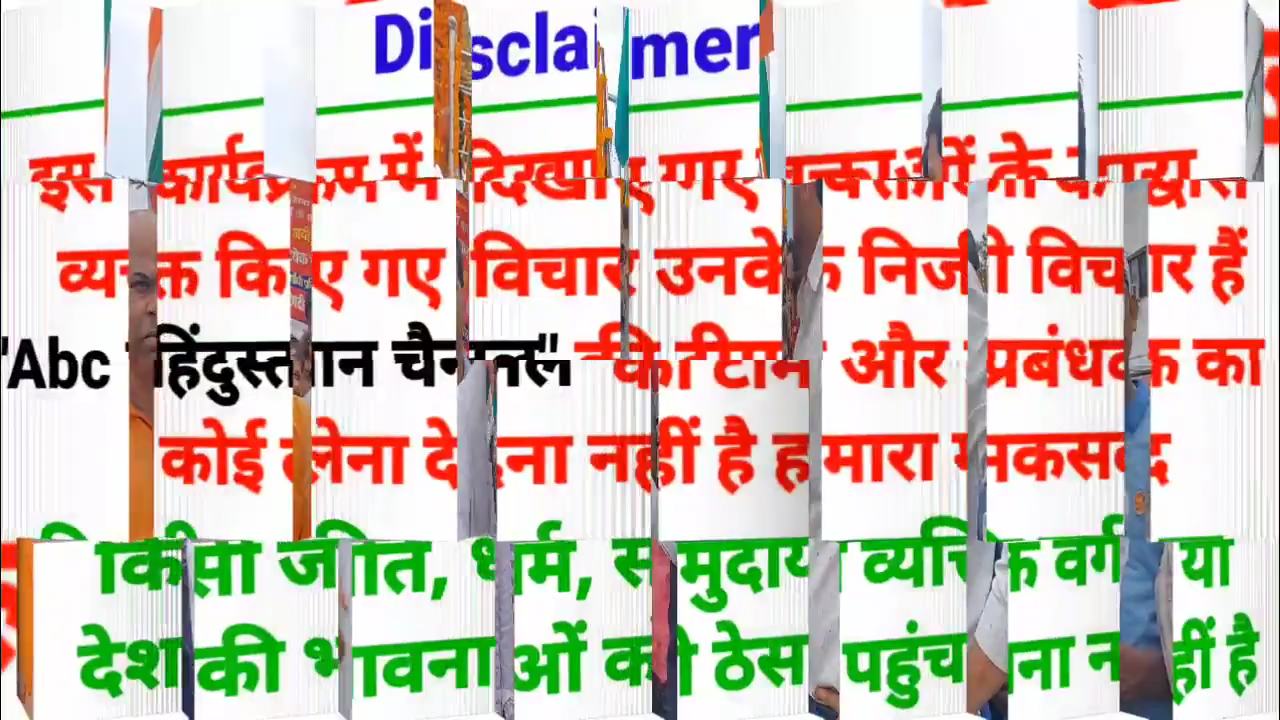 Disclaimer
इस कार्यक्रम में दिखाए गए वक्ताओं के द्वारा
व्यक्त किए गए विचार उनके निजी विचार हैं
"Abc हिंदुस्तान चैनल" की टीम और प्रबंधक का
कोई लेना देना नहीं है हमारा मकसद
किसी जाति, धर्म, समुदाय व्यक्ति वर्ग या
देश की भावनाओं को ठेस पहुंचाना नहीं है